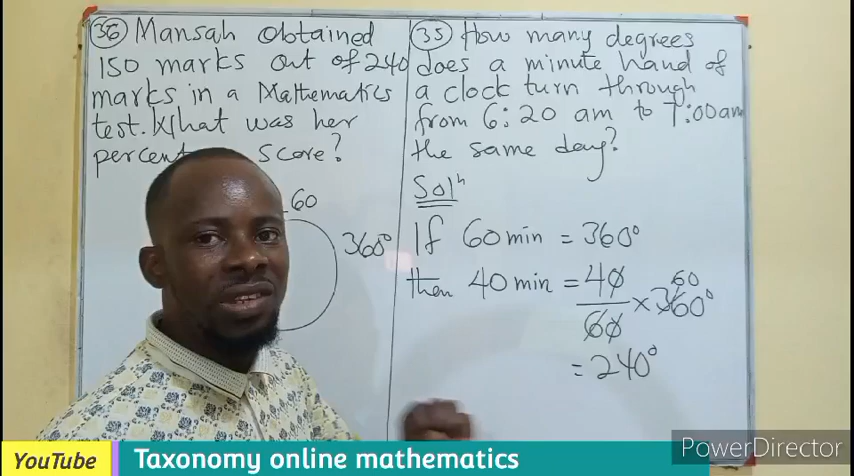 36 Mansah obtained
150 marks out of 240
marks in a Mathematics
test. What was her
percent Score?
60
360°
35 How many degrees
does a minute hand of
a clock turn through
from 6:20 am to 7:00am
the same day?
Solⁿ
If 60 min = 360°
then 40 min = 40/60 × 360°
60
= 240°
PowerDirector
YouTube Taxonomy online mathematics